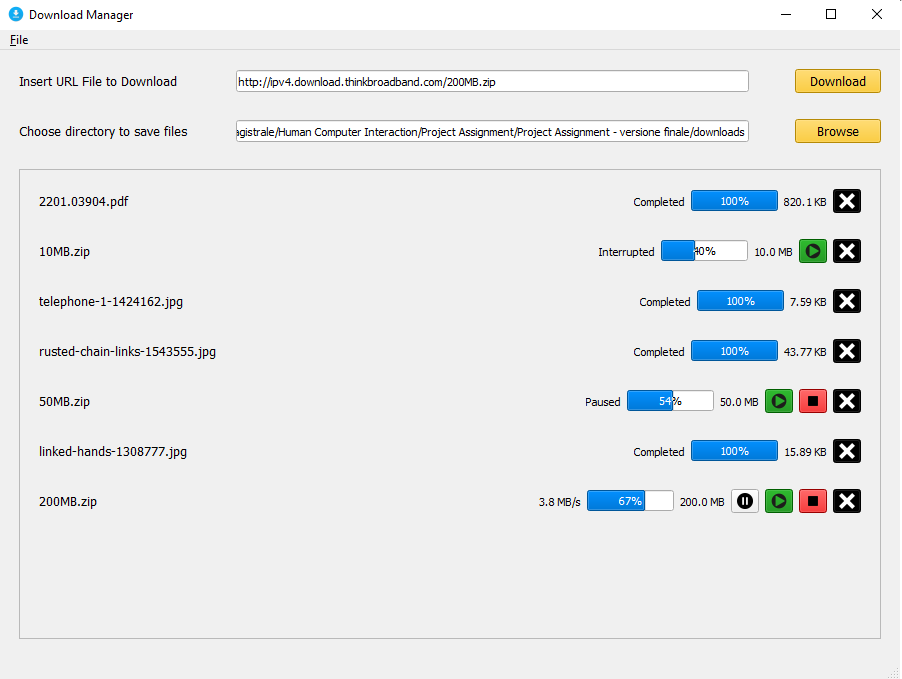 Download Manager
File
Insert URL File to Download http://ipv4.download.thinkbroadband.com/200MB.zip Download
Choose directory to save files agistrale/Human Computer Interaction/Project Assignment/Project Assignment - versione finale/downloads Browse
2201.03904.pdf Completed 100% 820.1 KB
10MB.zip Interrupted 40% 10.0 MB
telephone-1-1424162.jpg Completed 100% 7.59 KB
rusted-chain-links-1543555.jpg Completed 100% 43.77 KB
50MB.zip Paused 54% 50.0 MB
linked-hands-1308777.jpg Completed 100% 15.89 KB
200MB.zip 3.8 MB/s 67% 200.0 MB